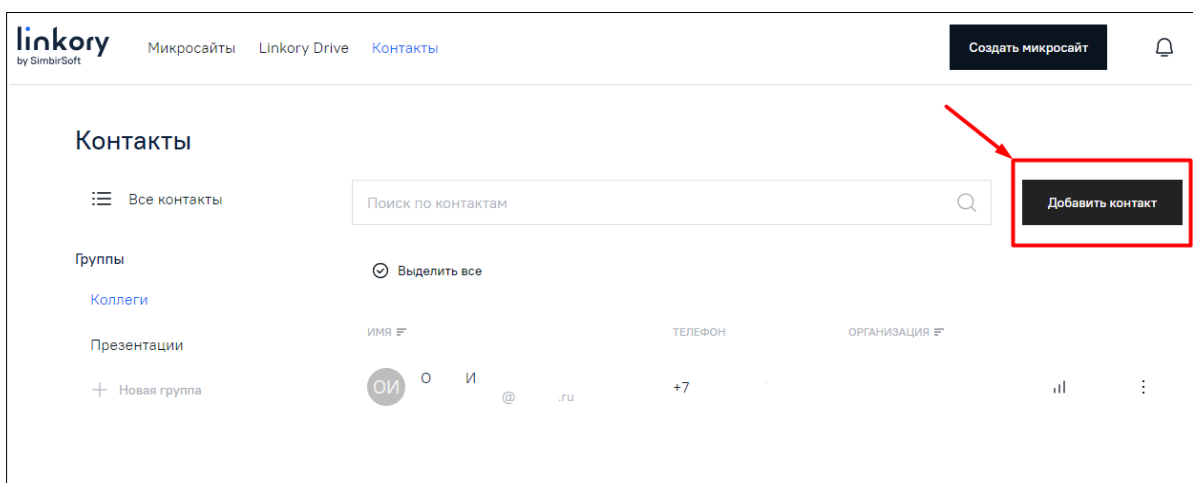 linkory
by SimbirSoft
Микросайты Linkory Drive Контакты
Создать микросайт
Контакты
Все контакты
Поиск по контактам
Добавить контакт
Группы
Выделить все
Коллеги
ИМЯ ТЕЛЕФОН ОРГАНИЗАЦИЯ
Презентации
Новая группа
ОИ
О И
@ .ru
+7